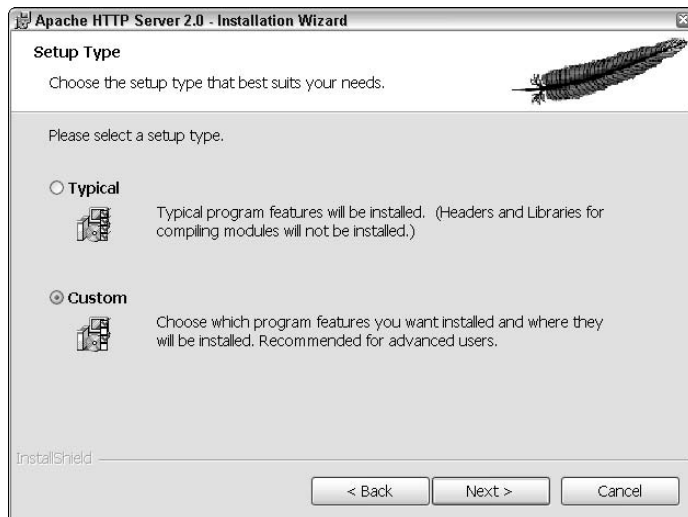 Apache HTTP Server 2.0 - Installation Wizard
Setup Type
Choose the setup type that best suits your needs.
Please select a setup type.
Typical
Typical program features will be installed. (Headers and Libraries for
compiling modules will not be installed.)
Custom
Choose which program features you want installed and where they
will be installed. Recommended for advanced users.
InstallShield
< Back
Next >
Cancel